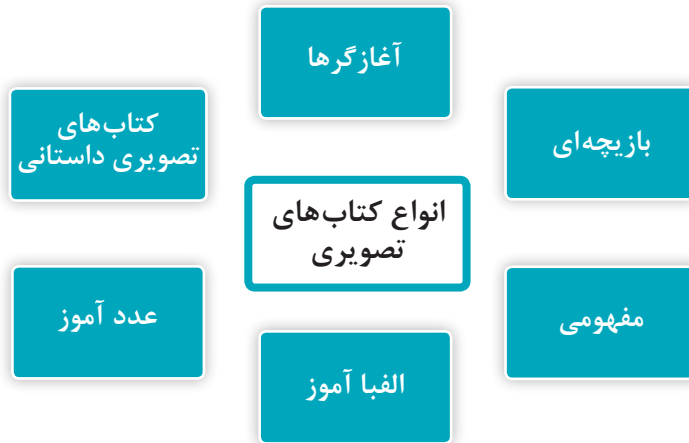 آغازگرها
بازیچه‌ای
کتاب‌های
تصویری داستانی
انواع کتاب‌های
تصویری
مفهومی
عدد آموز
الفبا آموز